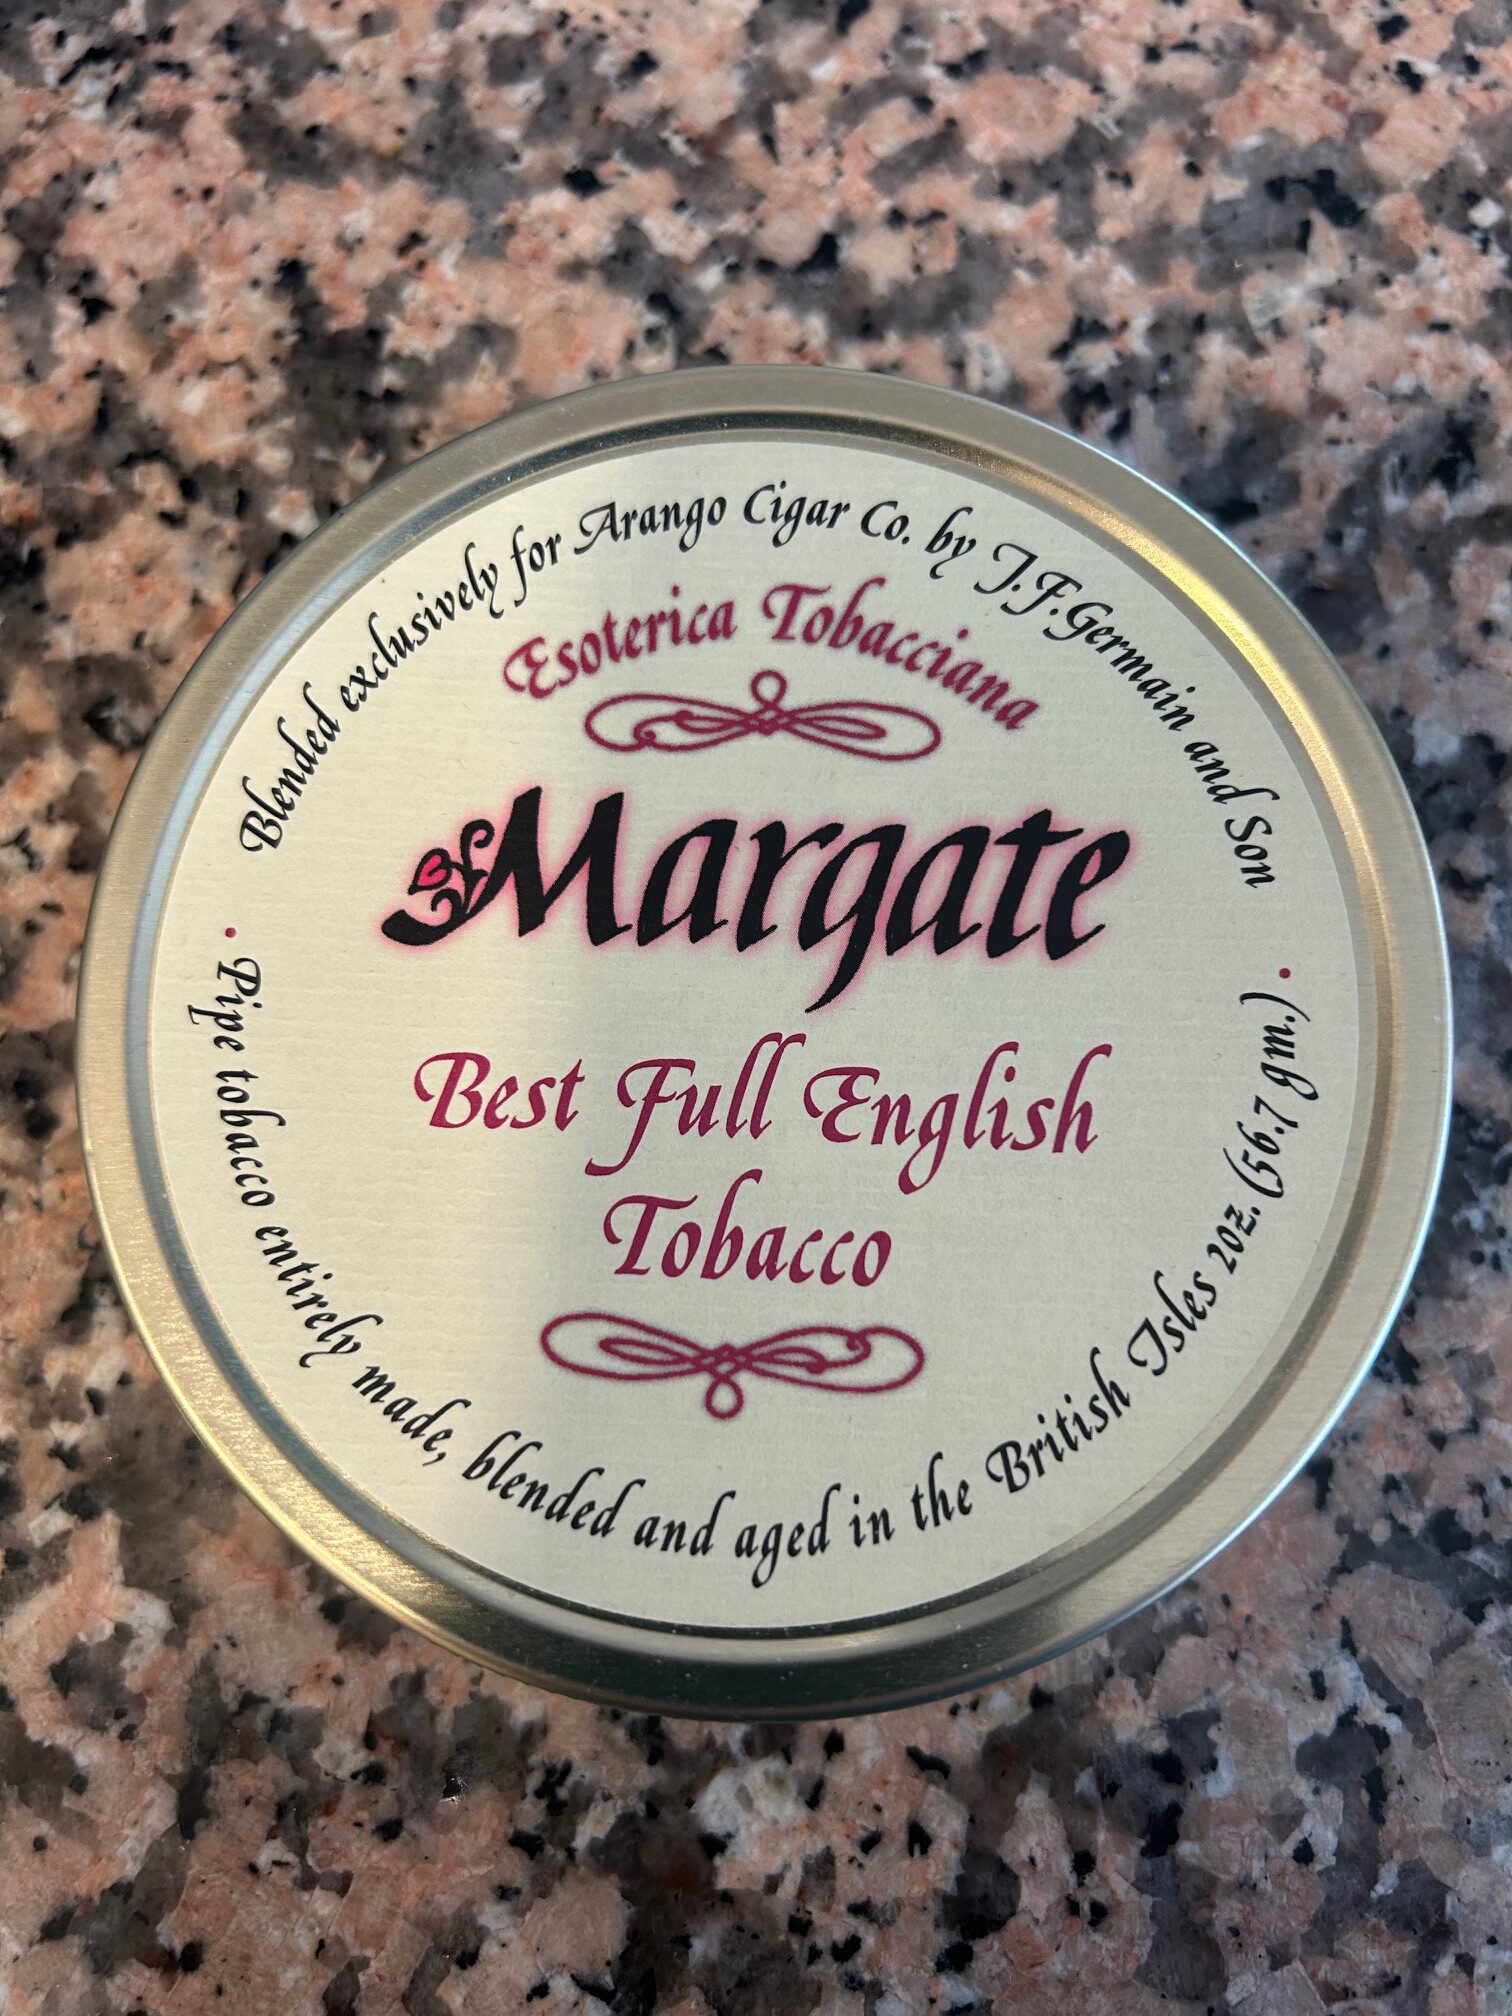 Blended exclusively for Arango Cigar Co. by J.F.Germain and Son
Esoterica Tobacciana
Margate
Best Full English
Tobacco
• Pipe tobacco entirely made, blended and aged in the British Isles 2oz. (56.7 gm.) •